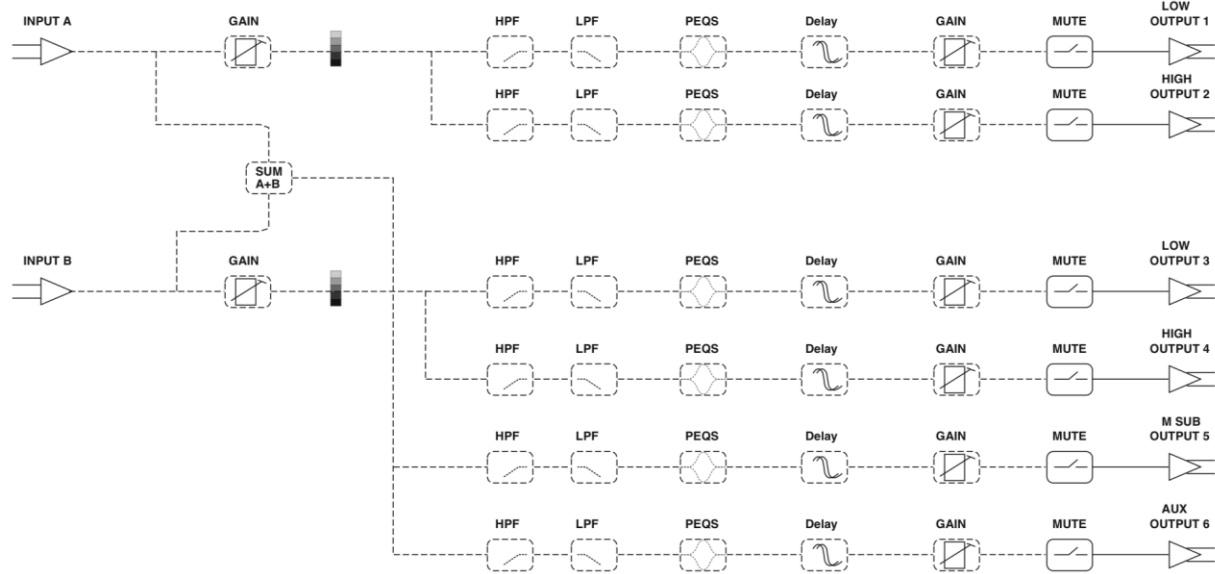 LOW
INPUT A GAIN HPF LPF PEQS Delay GAIN MUTE OUTPUT 1
HIGH
HPF LPF PEQS Delay GAIN MUTE OUTPUT 2
SUM
A+B
LOW
INPUT B GAIN HPF LPF PEQS Delay GAIN MUTE OUTPUT 3
HIGH
HPF LPF PEQS Delay GAIN MUTE OUTPUT 4
M SUB
HPF LPF PEQS Delay GAIN MUTE OUTPUT 5
AUX
HPF LPF PEQS Delay GAIN MUTE OUTPUT 6